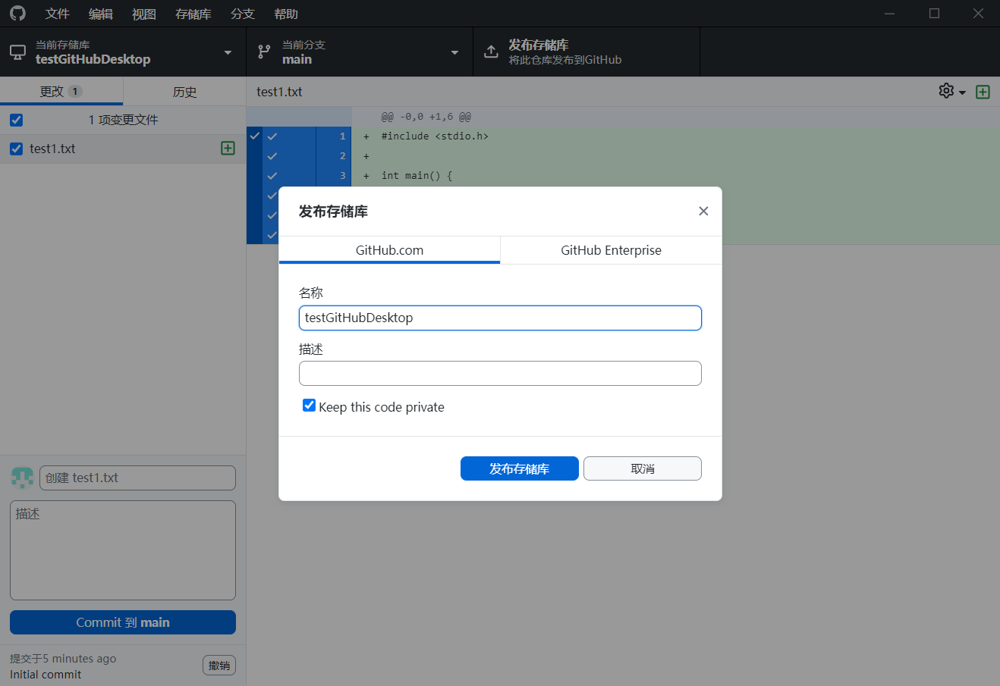 文件 编辑 视图 存储库 分支 帮助
当前存储库
testGitHubDesktop
当前分支
main
发布存储库
将此仓库发布到GitHub
更改 1
历史
test1.txt
1 项变更文件
test1.txt
@@ -0,0 +1,6 @@
1 + #include <stdio.h>
2 +
3 + int main() {
发布存储库
GitHub.com
GitHub Enterprise
名称
testGitHubDesktop
描述
Keep this code private
发布存储库
取消
创建 test1.txt
描述
Commit 到 main
提交于5 minutes ago
Initial commit
撤销